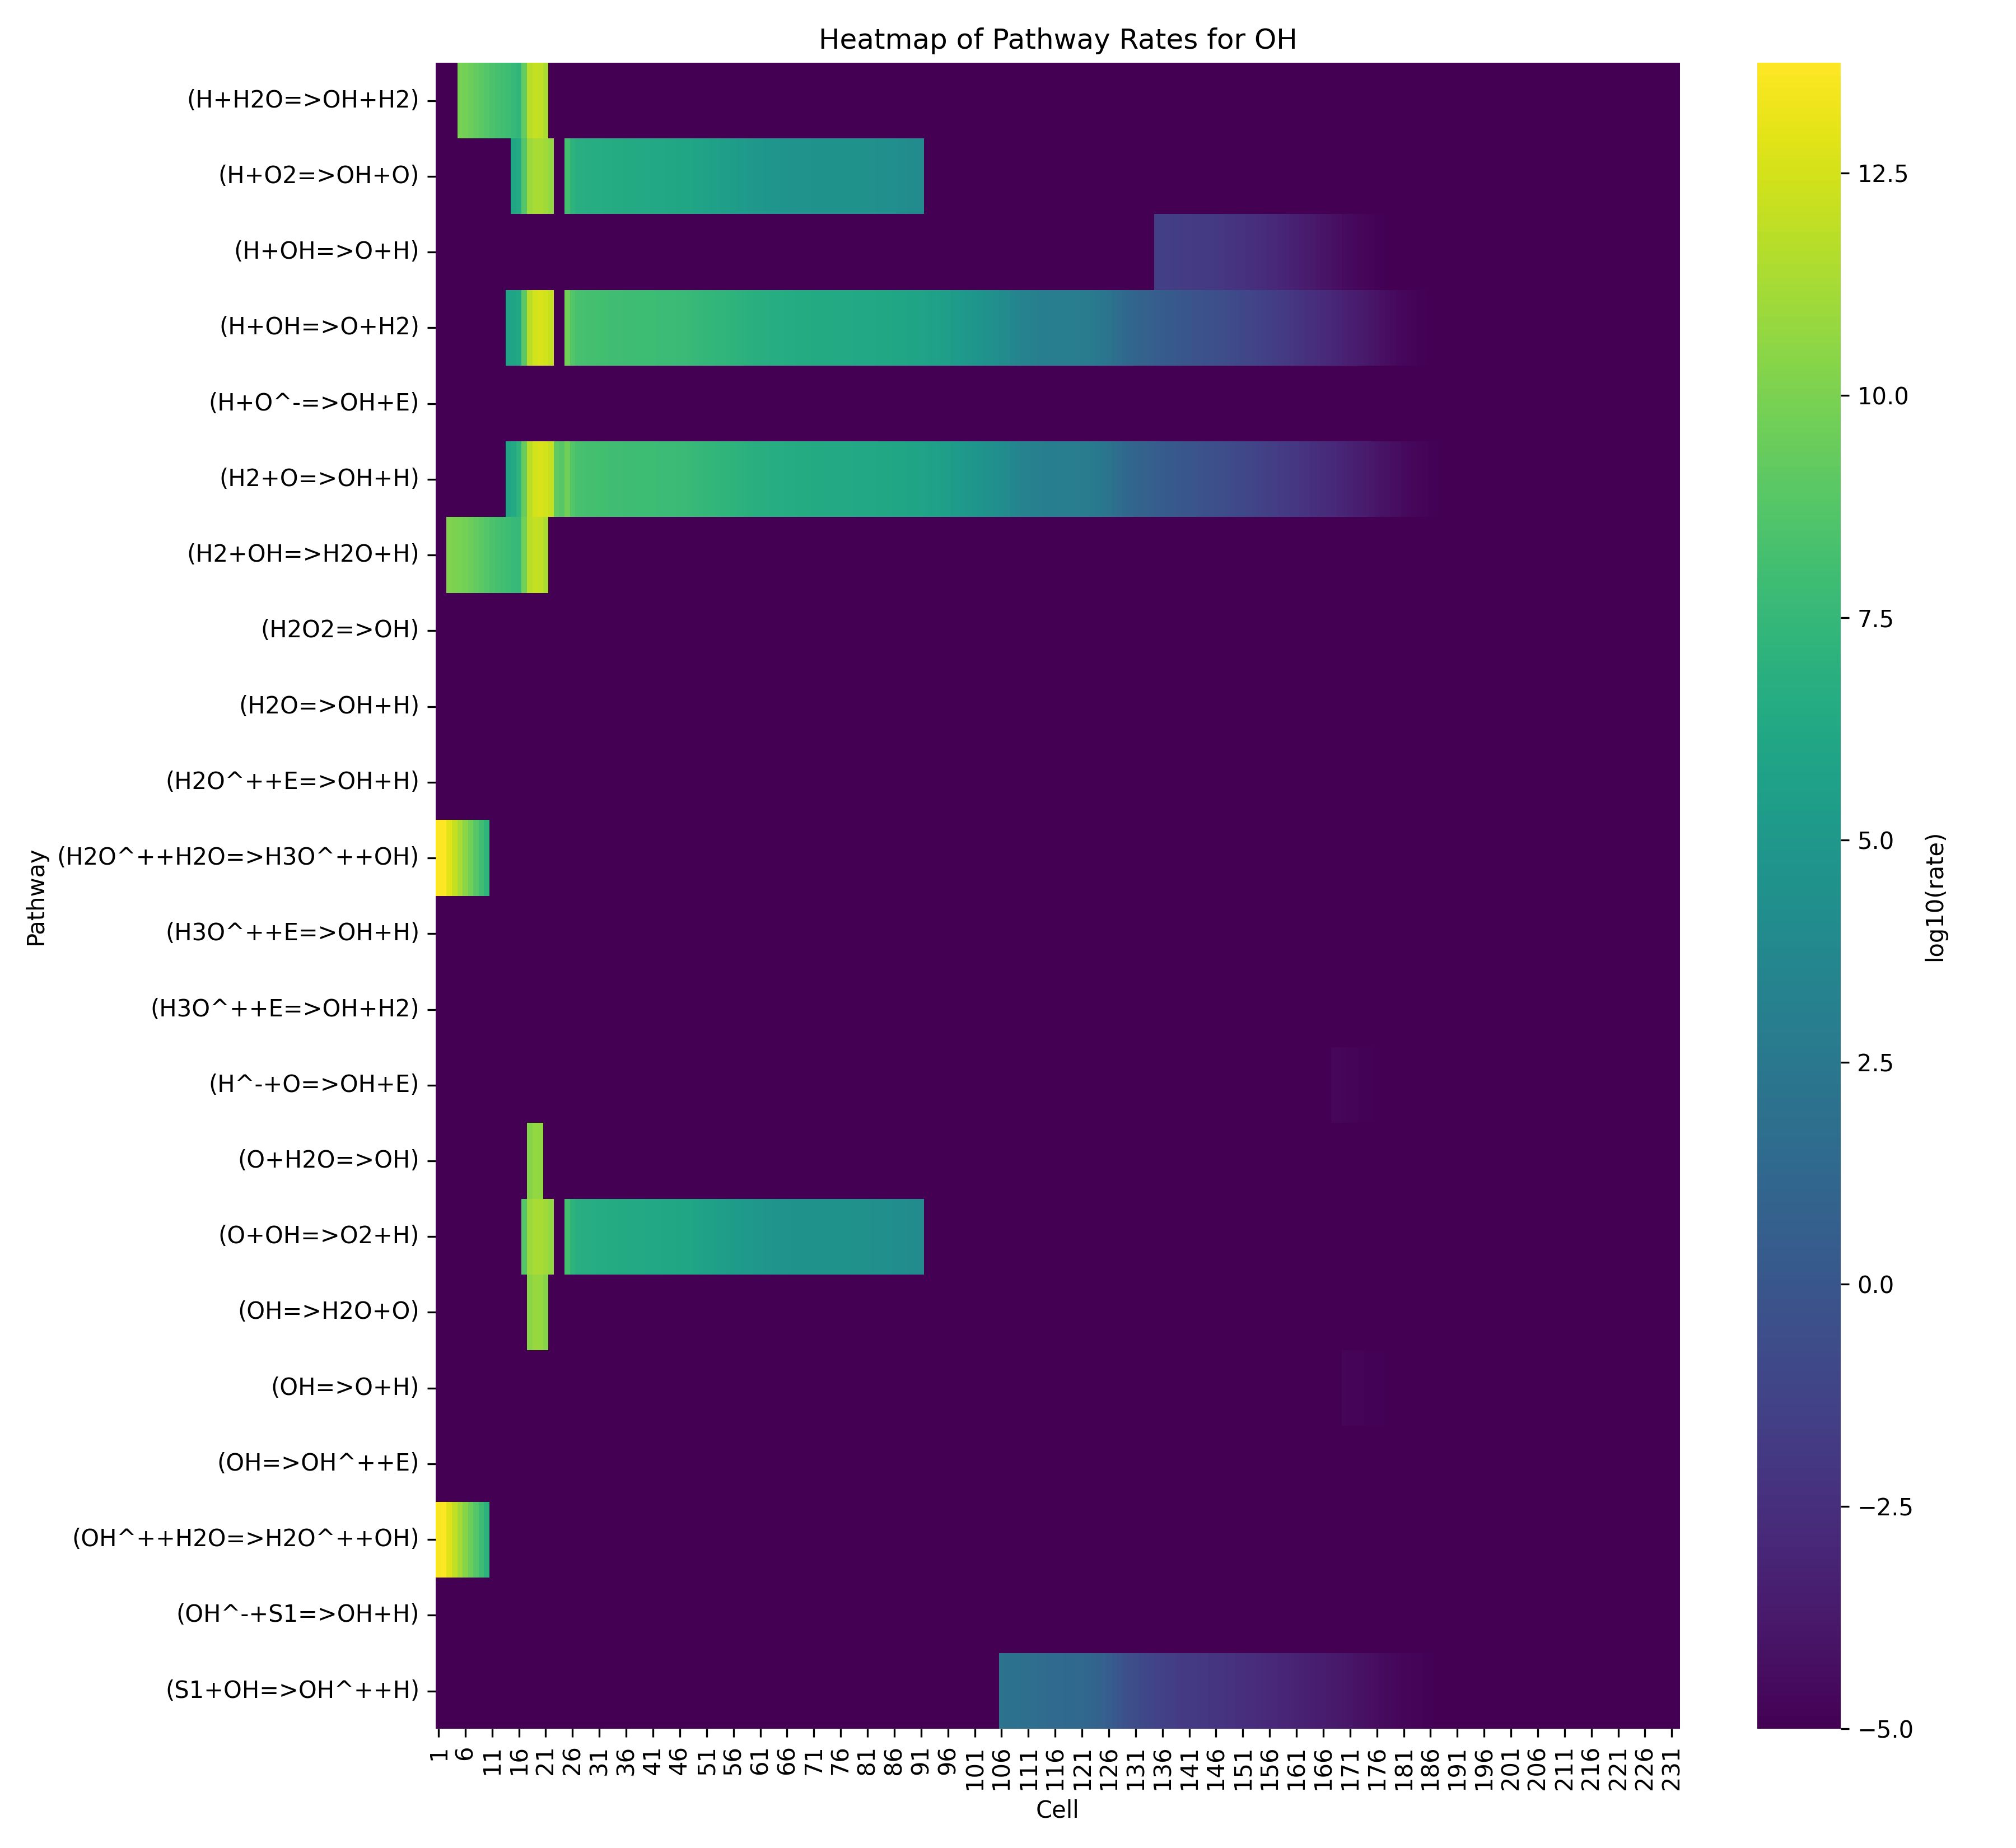 Heatmap of Pathway Rates for OH
Pathway
(H+H2O=>OH+H2)
(H+O2=>OH+O)
(H+OH=>O+H)
(H+OH=>O+H2)
(H+O^-=>OH+E)
(H2+O=>OH+H)
(H2+OH=>H2O+H)
(H2O2=>OH)
(H2O=>OH+H)
(H2O^++E=>OH+H)
(H2O^++H2O=>H3O^++OH)
(H3O^++E=>OH+H)
(H3O^++E=>OH+H2)
(H^-+O=>OH+E)
(O+H2O=>OH)
(O+OH=>O2+H)
(OH=>H2O+O)
(OH=>O+H)
(OH=>OH^++E)
(OH^++H2O=>H2O^++OH)
(OH^-+S1=>OH+H)
(S1+OH=>OH^++H)
1 6 11 16 21 26 31 36 41 46 51 56 61 66 71 76 81 86 91 96 101 106 111 116 121 126 131 136 141 146 151 156 161 166 171 176 181 186 191 196 201 206 211 216 221 226 231
Cell
12.5
10.0
7.5
5.0
2.5
0.0
−2.5
−5.0
log10(rate)